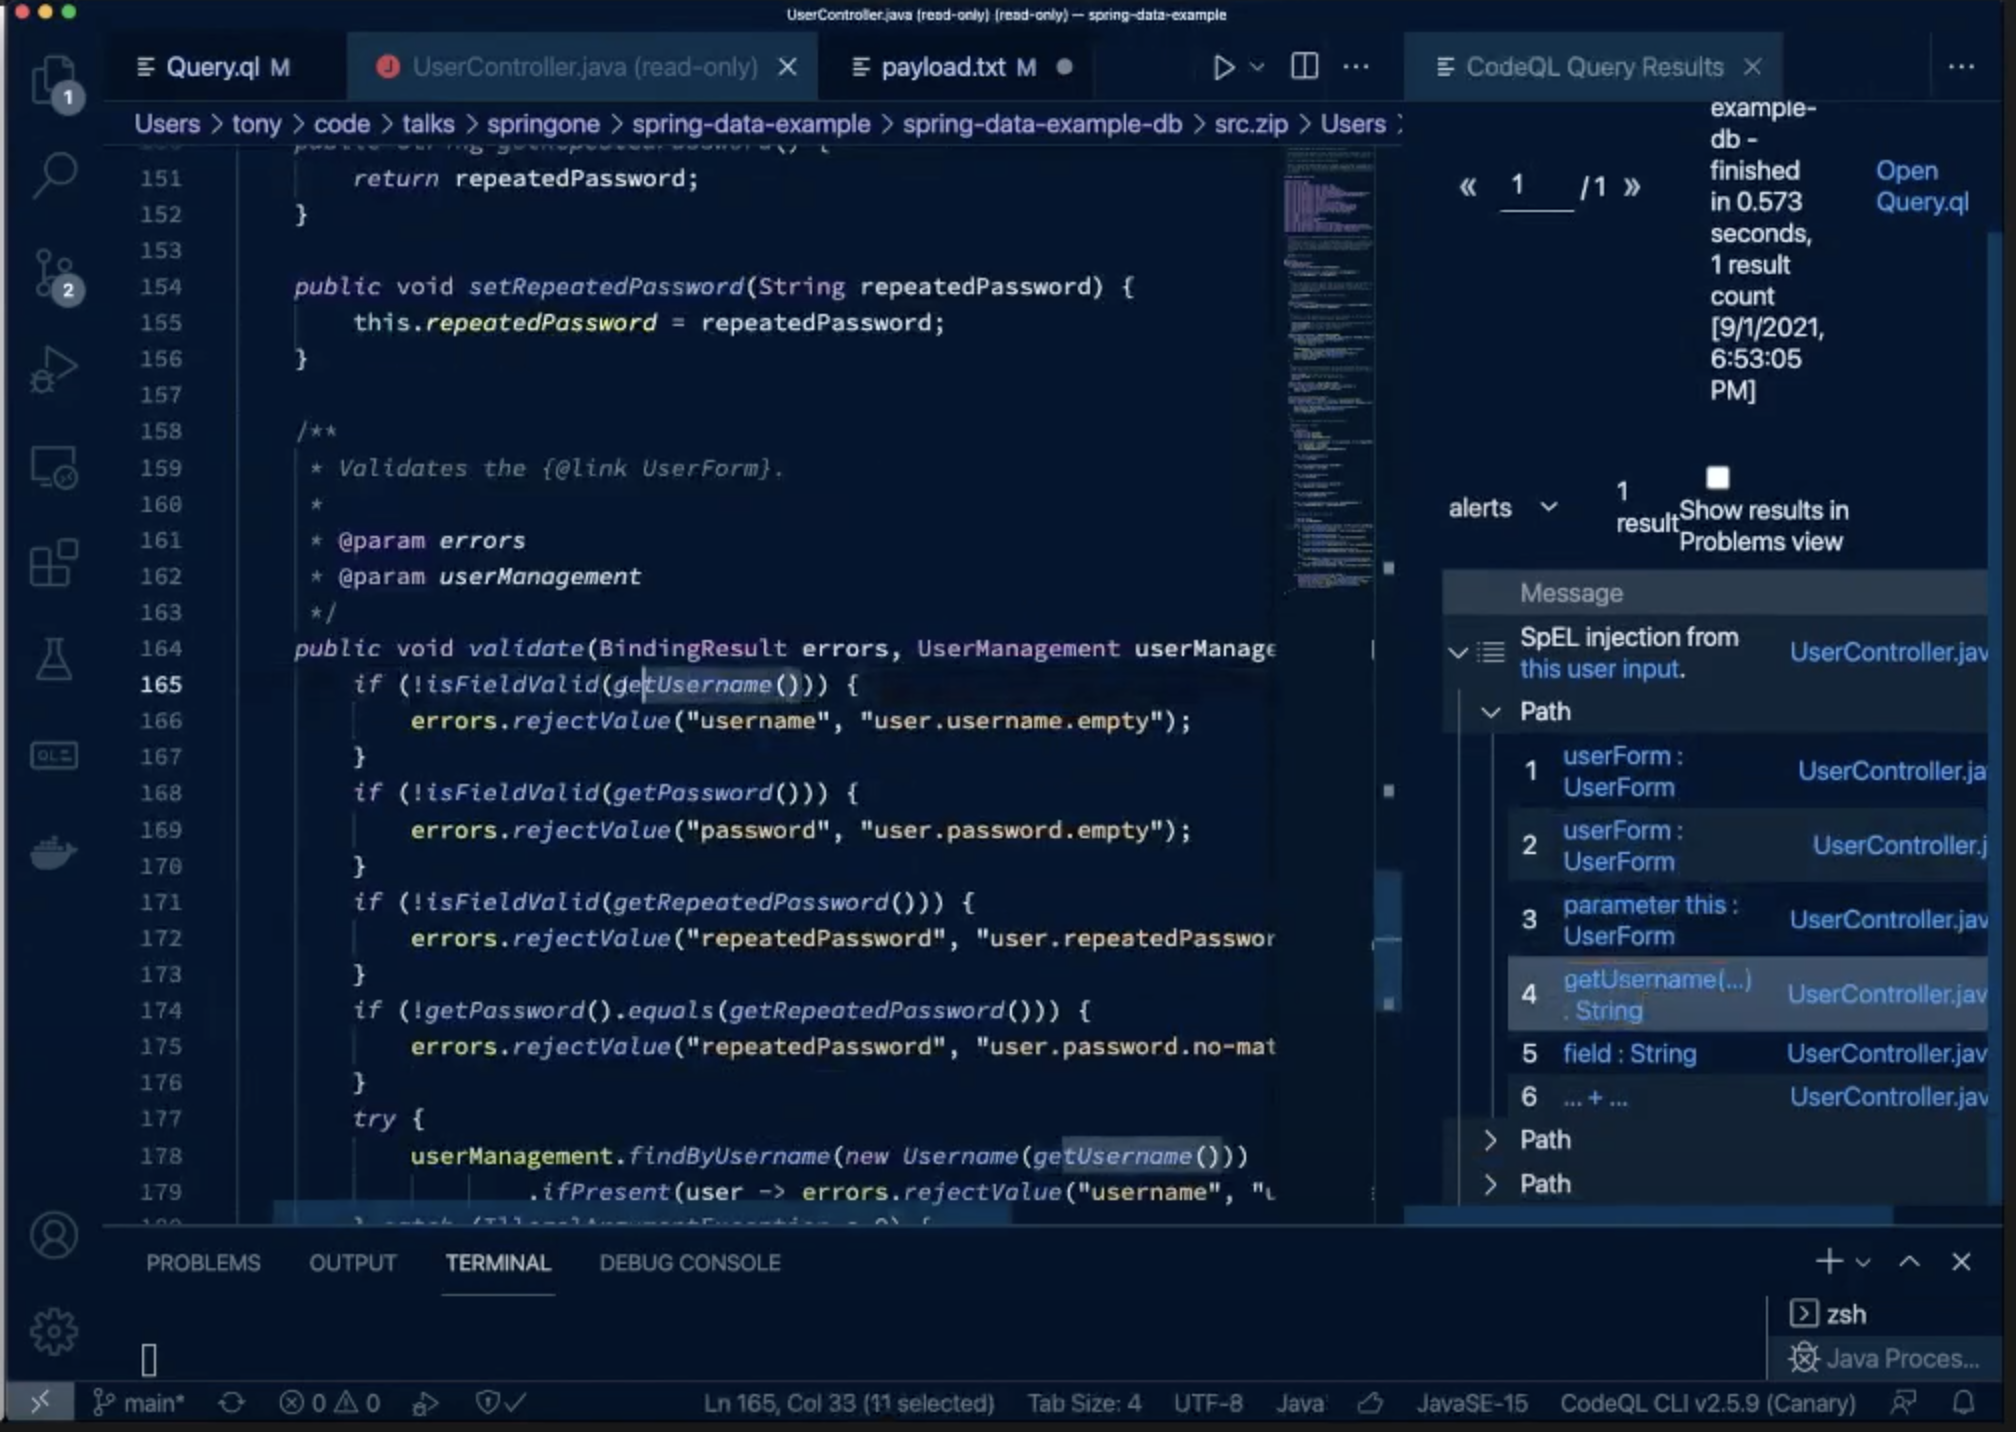 UserController.java (read-only) (read-only) — spring-data-example
Query.ql M
UserController.java (read-only)
payload.txt M
CodeQL Query Results
Users > tony > code > talks > springone > spring-data-example > spring-data-example-db > src.zip > Users >
151 return repeatedPassword;
152 }
153
154 public void setRepeatedPassword(String repeatedPassword) {
155 this.repeatedPassword = repeatedPassword;
156 }
157
158 /**
159 * Validates the {@link UserForm}.
160 *
161 * @param errors
162 * @param userManagement
163 */
164 public void validate(BindingResult errors, UserManagement userManage
165 if (!isFieldValid(getUsername())) {
166 errors.rejectValue("username", "user.username.empty");
167 }
168 if (!isFieldValid(getPassword())) {
169 errors.rejectValue("password", "user.password.empty");
170 }
171 if (!isFieldValid(getRepeatedPassword())) {
172 errors.rejectValue("repeatedPassword", "user.repeatedPasswor
173 }
174 if (!getPassword().equals(getRepeatedPassword())) {
175 errors.rejectValue("repeatedPassword", "user.password.no-mat
176 }
177 try {
178 userManagement.findByUsername(new Username(getUsername()))
179 .ifPresent(user -> errors.rejectValue("username", "u
1
2
OL
« 1 / 1 »
example-
db -
finished
in 0.573
seconds,
1 result
count
[9/1/2021,
6:53:05
PM]
Open
Query.ql
alerts
1
result
Show results in
Problems view
Message
SpEL injection from
this user input.
UserController.jav
Path
1 userForm :
UserForm
UserController.ja
2 userForm :
UserForm
UserController.j
3 parameter this :
UserForm
UserController.jav
4 getUsername(...)
: String
UserController.jav
5 field : String UserController.jav
6 ... + ... UserController.jav
Path
Path
PROBLEMS OUTPUT TERMINAL DEBUG CONSOLE
zsh
Java Proces...
main* 0 0 Ln 165, Col 33 (11 selected) Tab Size: 4 UTF-8 Java JavaSE-15 CodeQL CLI v2.5.9 (Canary)